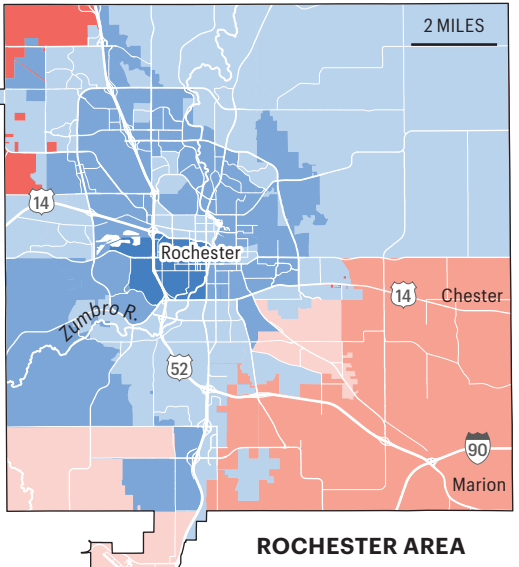 2 MILES
14
Rochester
14
Chester
Zumbro R.
52
90
Marion
ROCHESTER AREA